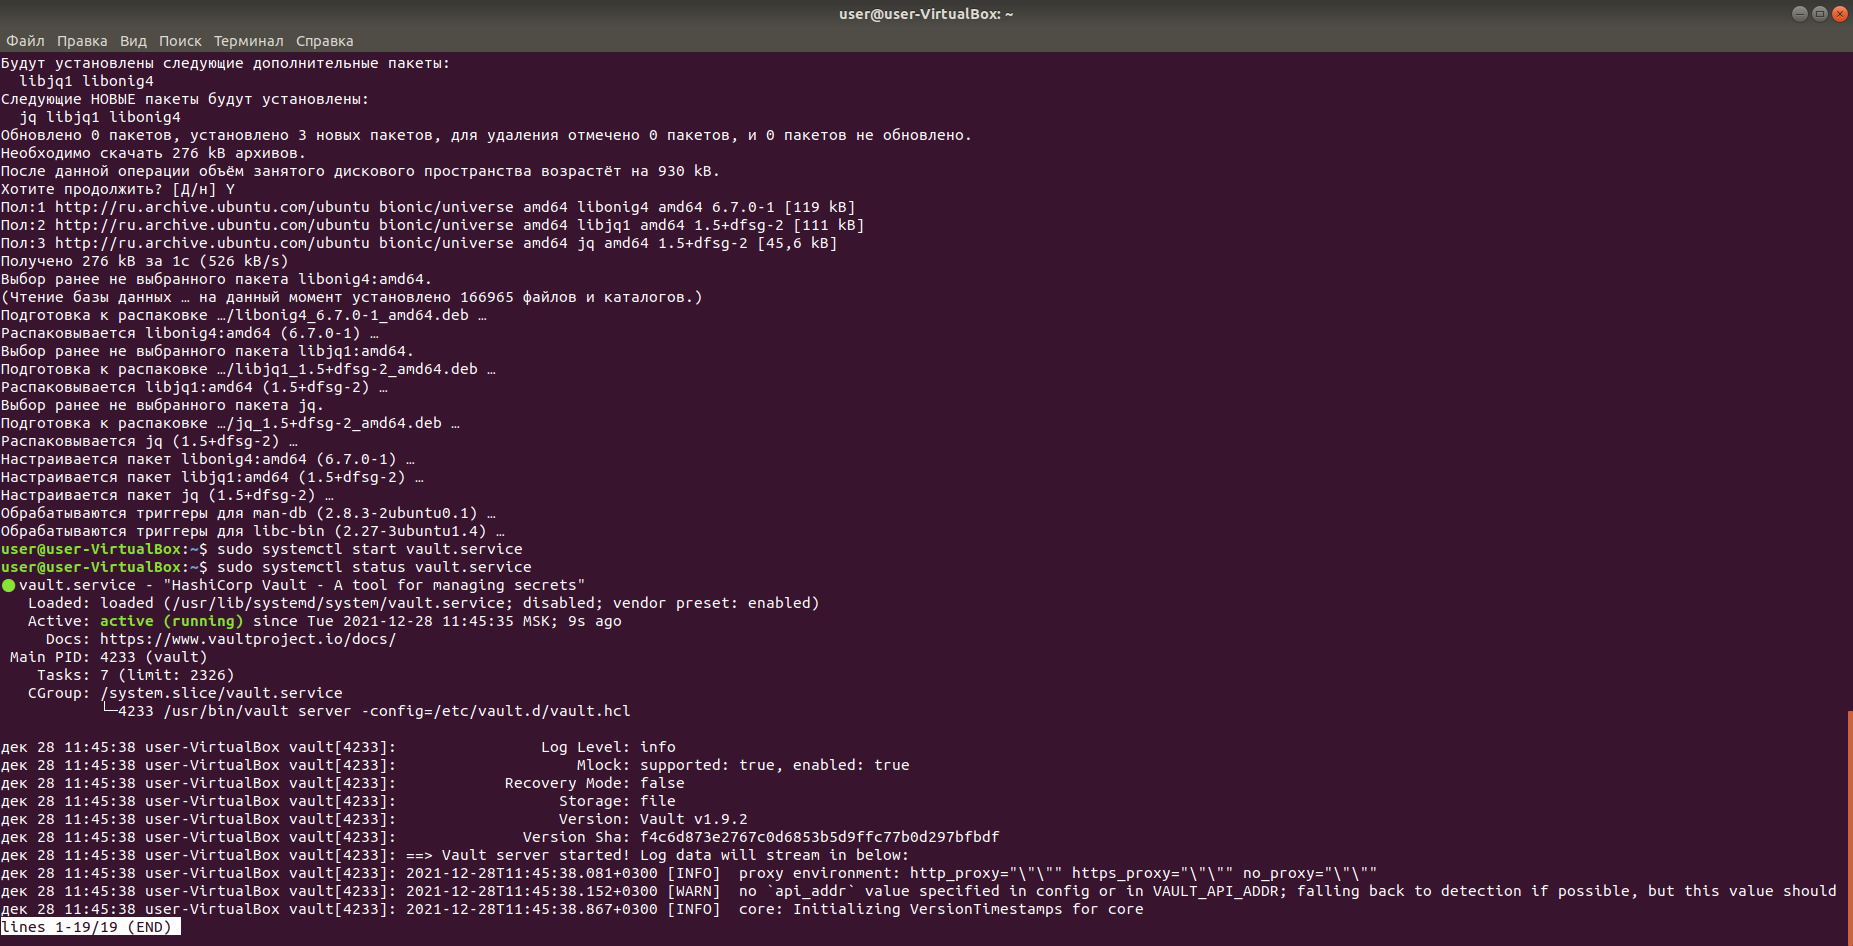 user@user-VirtualBox: ~
Файл Правка Вид Поиск Терминал Справка
Будут установлены следующие дополнительные пакеты:
  libjq1 libonig4
Следующие НОВЫЕ пакеты будут установлены:
  jq libjq1 libonig4
Обновлено 0 пакетов, установлено 3 новых пакетов, для удаления отмечено 0 пакетов, и 0 пакетов не обновлено.
Необходимо скачать 276 kB архивов.
После данной операции объём занятого дискового пространства возрастёт на 930 kB.
Хотите продолжить? [Д/н] Y
Пол:1 http://ru.archive.ubuntu.com/ubuntu bionic/universe amd64 libonig4 amd64 6.7.0-1 [119 kB]
Пол:2 http://ru.archive.ubuntu.com/ubuntu bionic/universe amd64 libjq1 amd64 1.5+dfsg-2 [111 kB]
Пол:3 http://ru.archive.ubuntu.com/ubuntu bionic/universe amd64 jq amd64 1.5+dfsg-2 [45,6 kB]
Получено 276 kB за 1с (526 kB/s)
Выбор ранее не выбранного пакета libonig4:amd64.
(Чтение базы данных … на данный момент установлено 166965 файлов и каталогов.)
Подготовка к распаковке …/libonig4_6.7.0-1_amd64.deb …
Распаковывается libonig4:amd64 (6.7.0-1) …
Выбор ранее не выбранного пакета libjq1:amd64.
Подготовка к распаковке …/libjq1_1.5+dfsg-2_amd64.deb …
Распаковывается libjq1:amd64 (1.5+dfsg-2) …
Выбор ранее не выбранного пакета jq.
Подготовка к распаковке …/jq_1.5+dfsg-2_amd64.deb …
Распаковывается jq (1.5+dfsg-2) …
Настраивается пакет libonig4:amd64 (6.7.0-1) …
Настраивается пакет libjq1:amd64 (1.5+dfsg-2) …
Настраивается пакет jq (1.5+dfsg-2) …
Обрабатываются триггеры для man-db (2.8.3-2ubuntu0.1) …
Обрабатываются триггеры для libc-bin (2.27-3ubuntu1.4) …
user@user-VirtualBox:~$ sudo systemctl start vault.service
user@user-VirtualBox:~$ sudo systemctl status vault.service
● vault.service - "HashiCorp Vault - A tool for managing secrets"
   Loaded: loaded (/usr/lib/systemd/system/vault.service; disabled; vendor preset: enabled)
   Active: active (running) since Tue 2021-12-28 11:45:35 MSK; 9s ago
     Docs: https://www.vaultproject.io/docs/
 Main PID: 4233 (vault)
    Tasks: 7 (limit: 2326)
   CGroup: /system.slice/vault.service
           └─4233 /usr/bin/vault server -config=/etc/vault.d/vault.hcl
дек 28 11:45:38 user-VirtualBox vault[4233]:                Log Level: info
дек 28 11:45:38 user-VirtualBox vault[4233]:                    Mlock: supported: true, enabled: true
дек 28 11:45:38 user-VirtualBox vault[4233]:            Recovery Mode: false
дек 28 11:45:38 user-VirtualBox vault[4233]:                  Storage: file
дек 28 11:45:38 user-VirtualBox vault[4233]:                  Version: Vault v1.9.2
дек 28 11:45:38 user-VirtualBox vault[4233]:              Version Sha: f4c6d873e2767c0d6853b5d9ffc77b0d297bfbdf
дек 28 11:45:38 user-VirtualBox vault[4233]: ==> Vault server started! Log data will stream in below:
дек 28 11:45:38 user-VirtualBox vault[4233]: 2021-12-28T11:45:38.081+0300 [INFO]  proxy environment: http_proxy="\"\"" https_proxy="\"\"" no_proxy="\"\""
дек 28 11:45:38 user-VirtualBox vault[4233]: 2021-12-28T11:45:38.152+0300 [WARN]  no `api_addr` value specified in config or in VAULT_API_ADDR; falling back to detection if possible, but this value should
дек 28 11:45:38 user-VirtualBox vault[4233]: 2021-12-28T11:45:38.867+0300 [INFO]  core: Initializing VersionTimestamps for core
lines 1-19/19 (END)